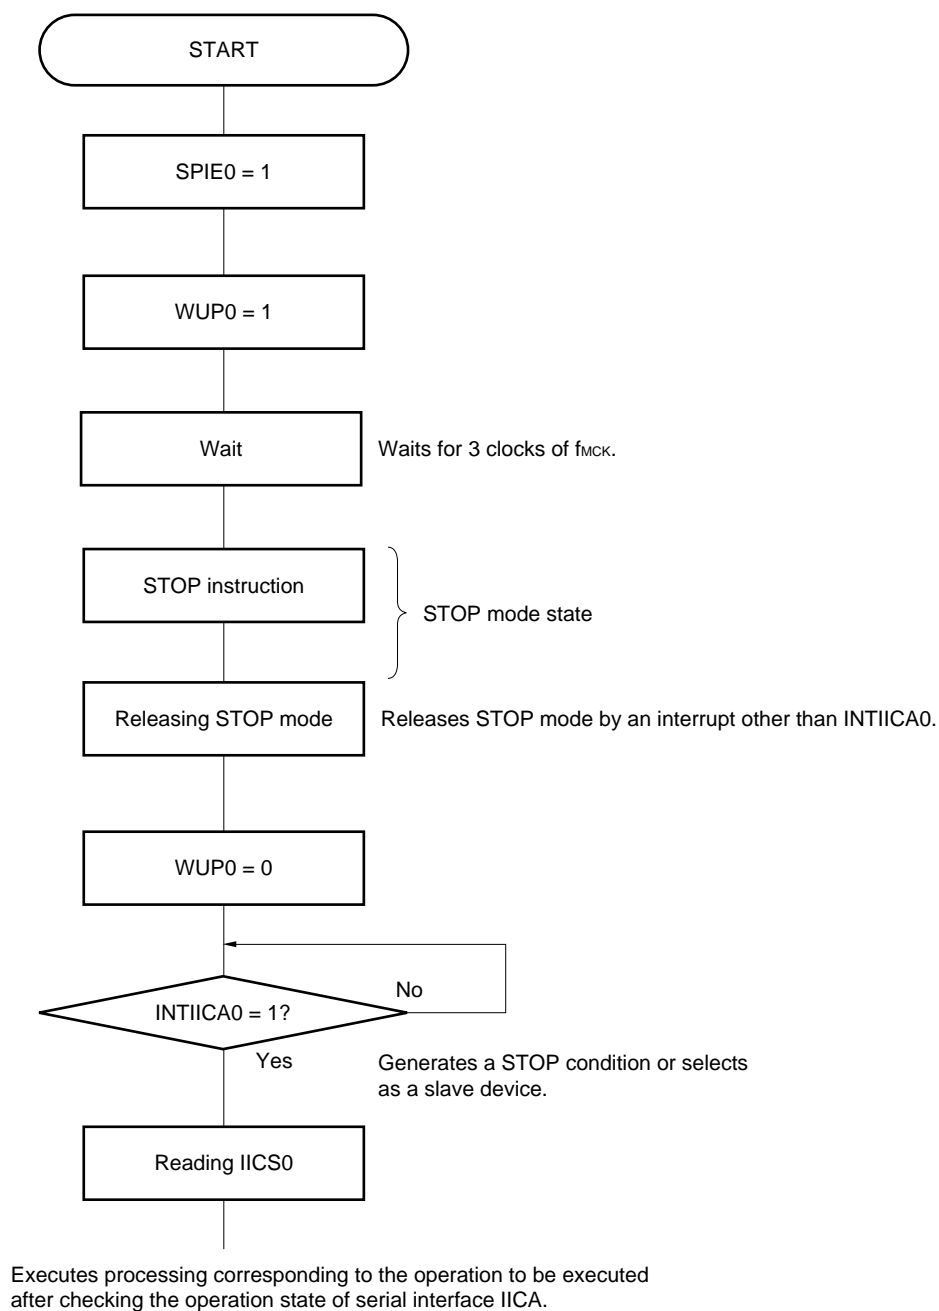 START
SPIE0 = 1
WUP0 = 1
Wait
Waits for 3 clocks of fMCK.
STOP instruction
STOP mode state
Releasing STOP mode
Releases STOP mode by an interrupt other than INTIICA0.
WUP0 = 0
No
INTIICA0 = 1?
Yes
Generates a STOP condition or selects
as a slave device.
Reading IICS0
Executes processing corresponding to the operation to be executed
after checking the operation state of serial interface IICA.